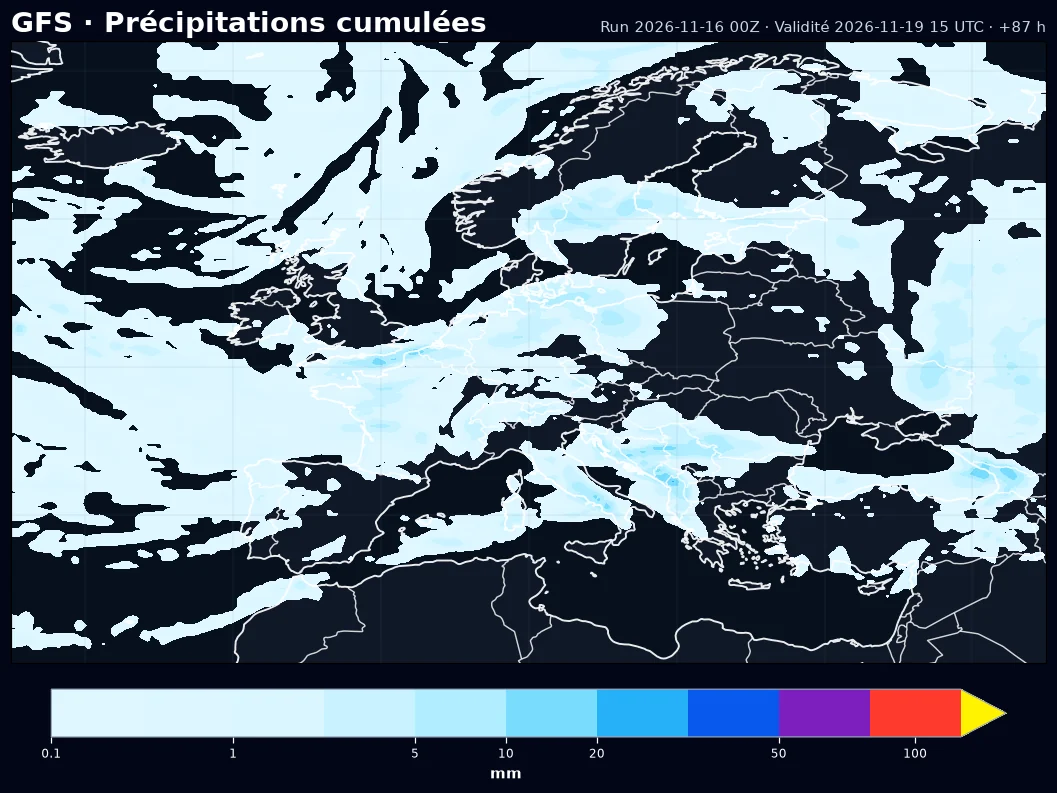 GFS · Précipitations cumulées
Run 2026-11-16 00Z · Validité 2026-11-19 15 UTC · +87 h
0.1 1 5 10 20 50 100
mm